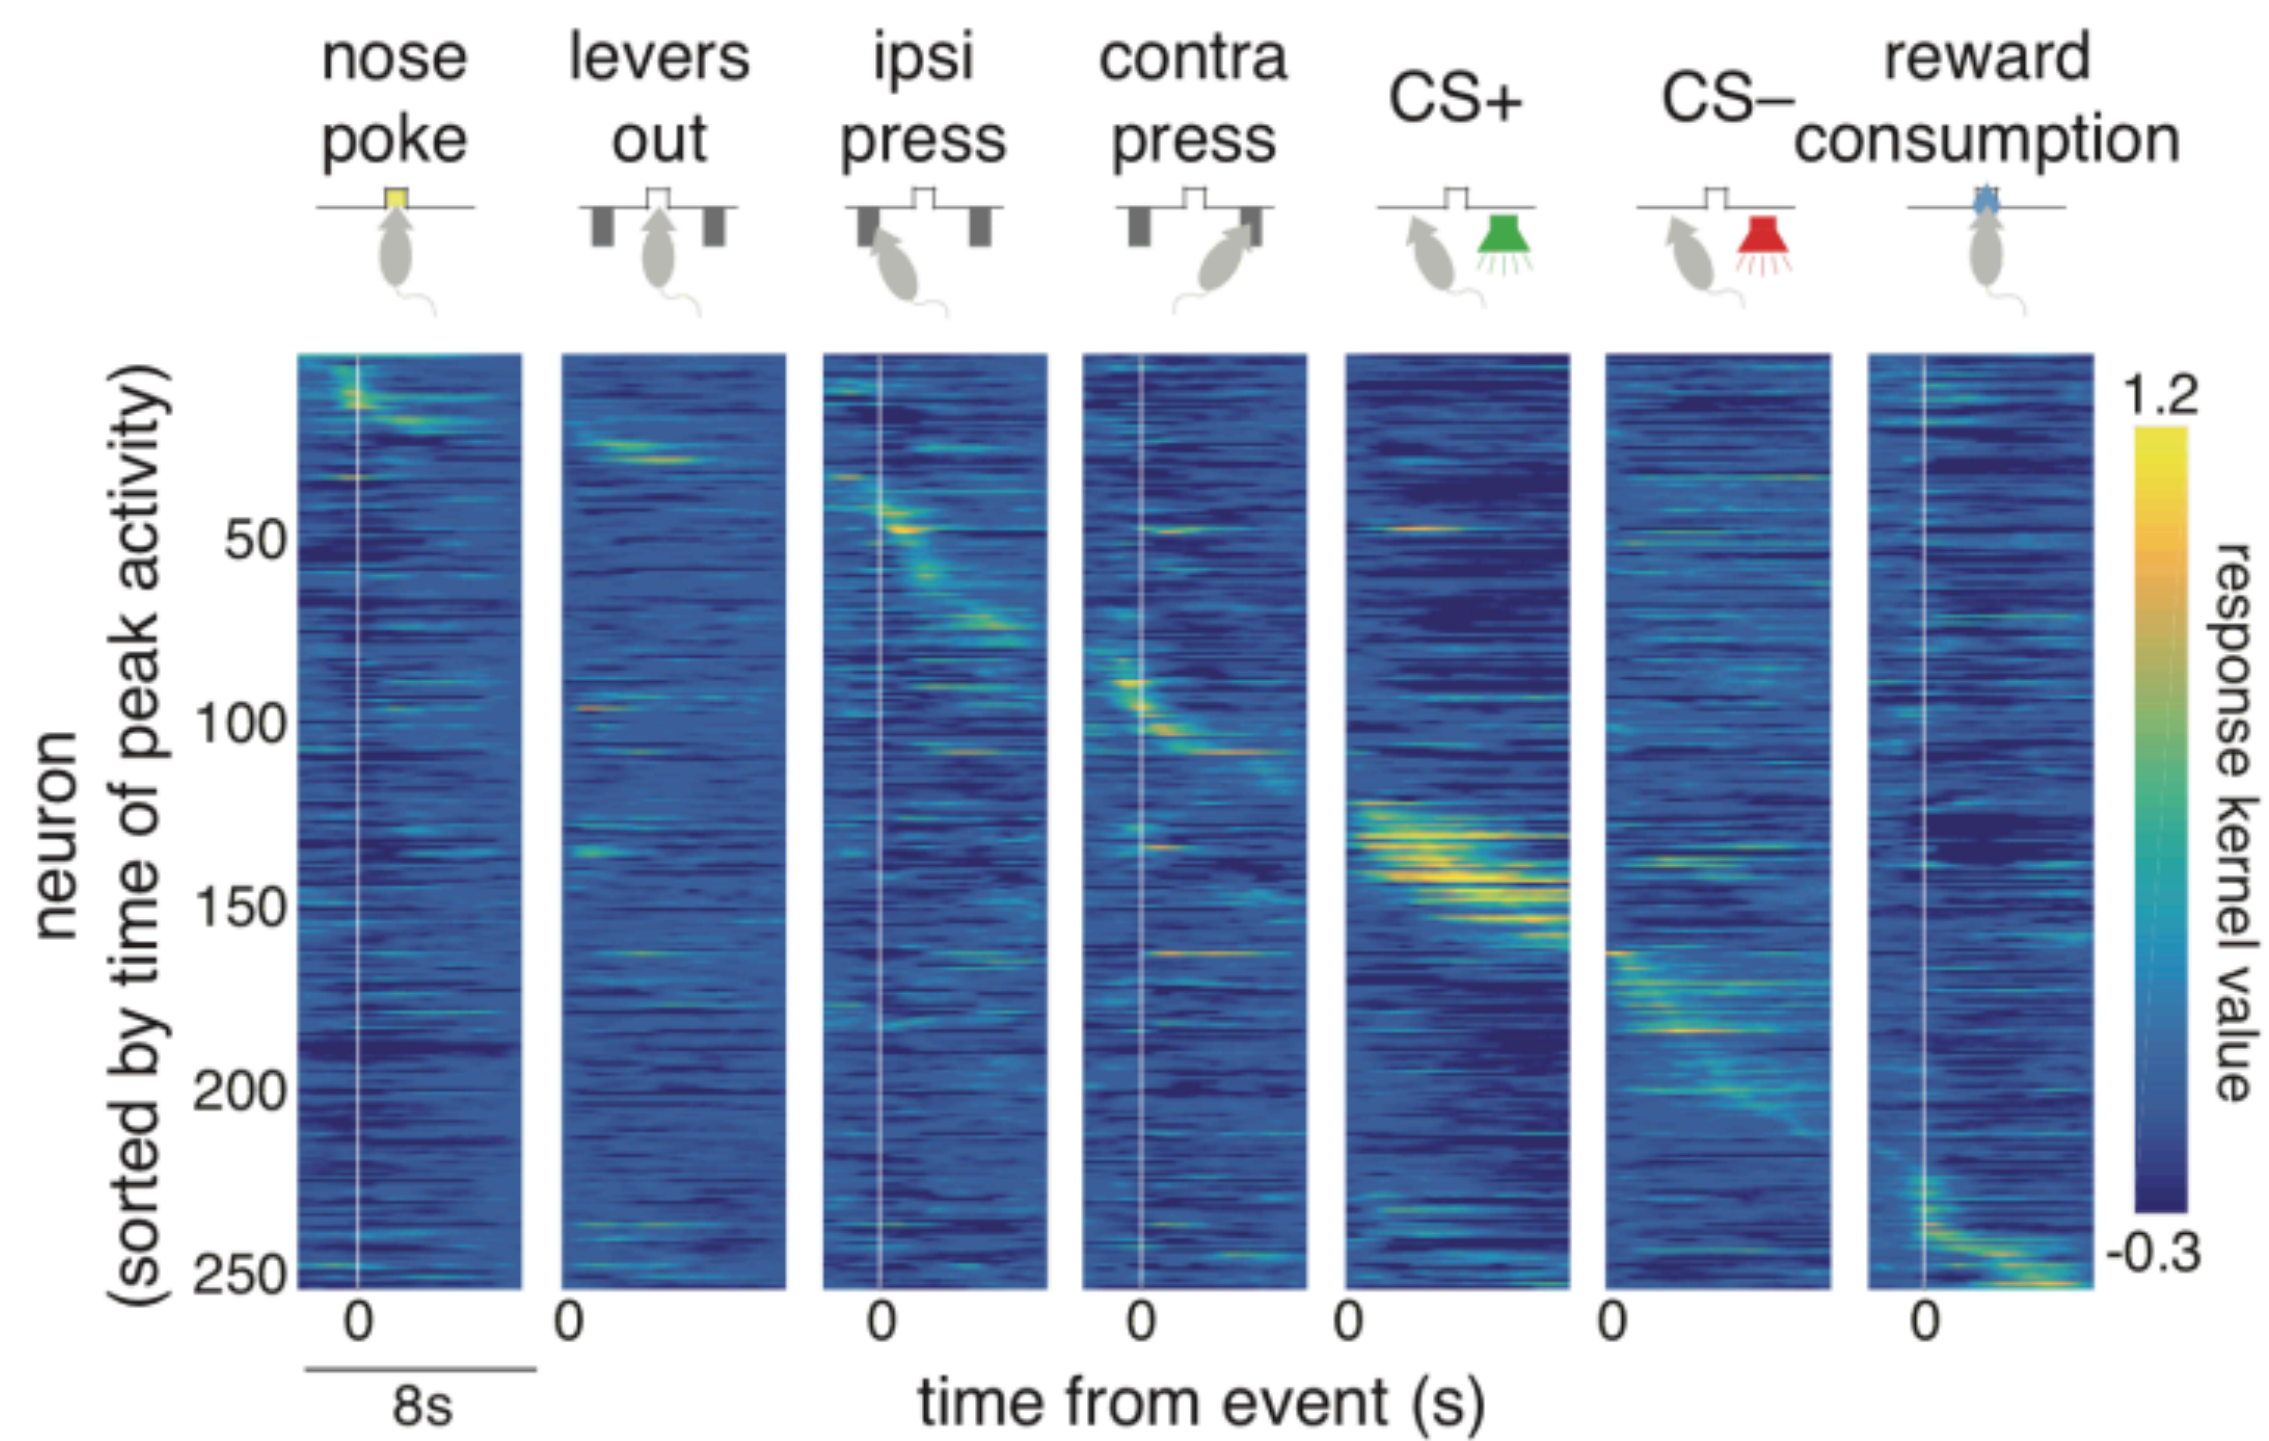 nose
poke
levers
out
ipsi
press
contra
press
CS+
CS–
reward
consumption
neuron
(sorted by time of peak activity)
50
100
150
200
250
1.2
-0.3
response kernel value
0
0
0
0
0
0
0
8s
time from event (s)